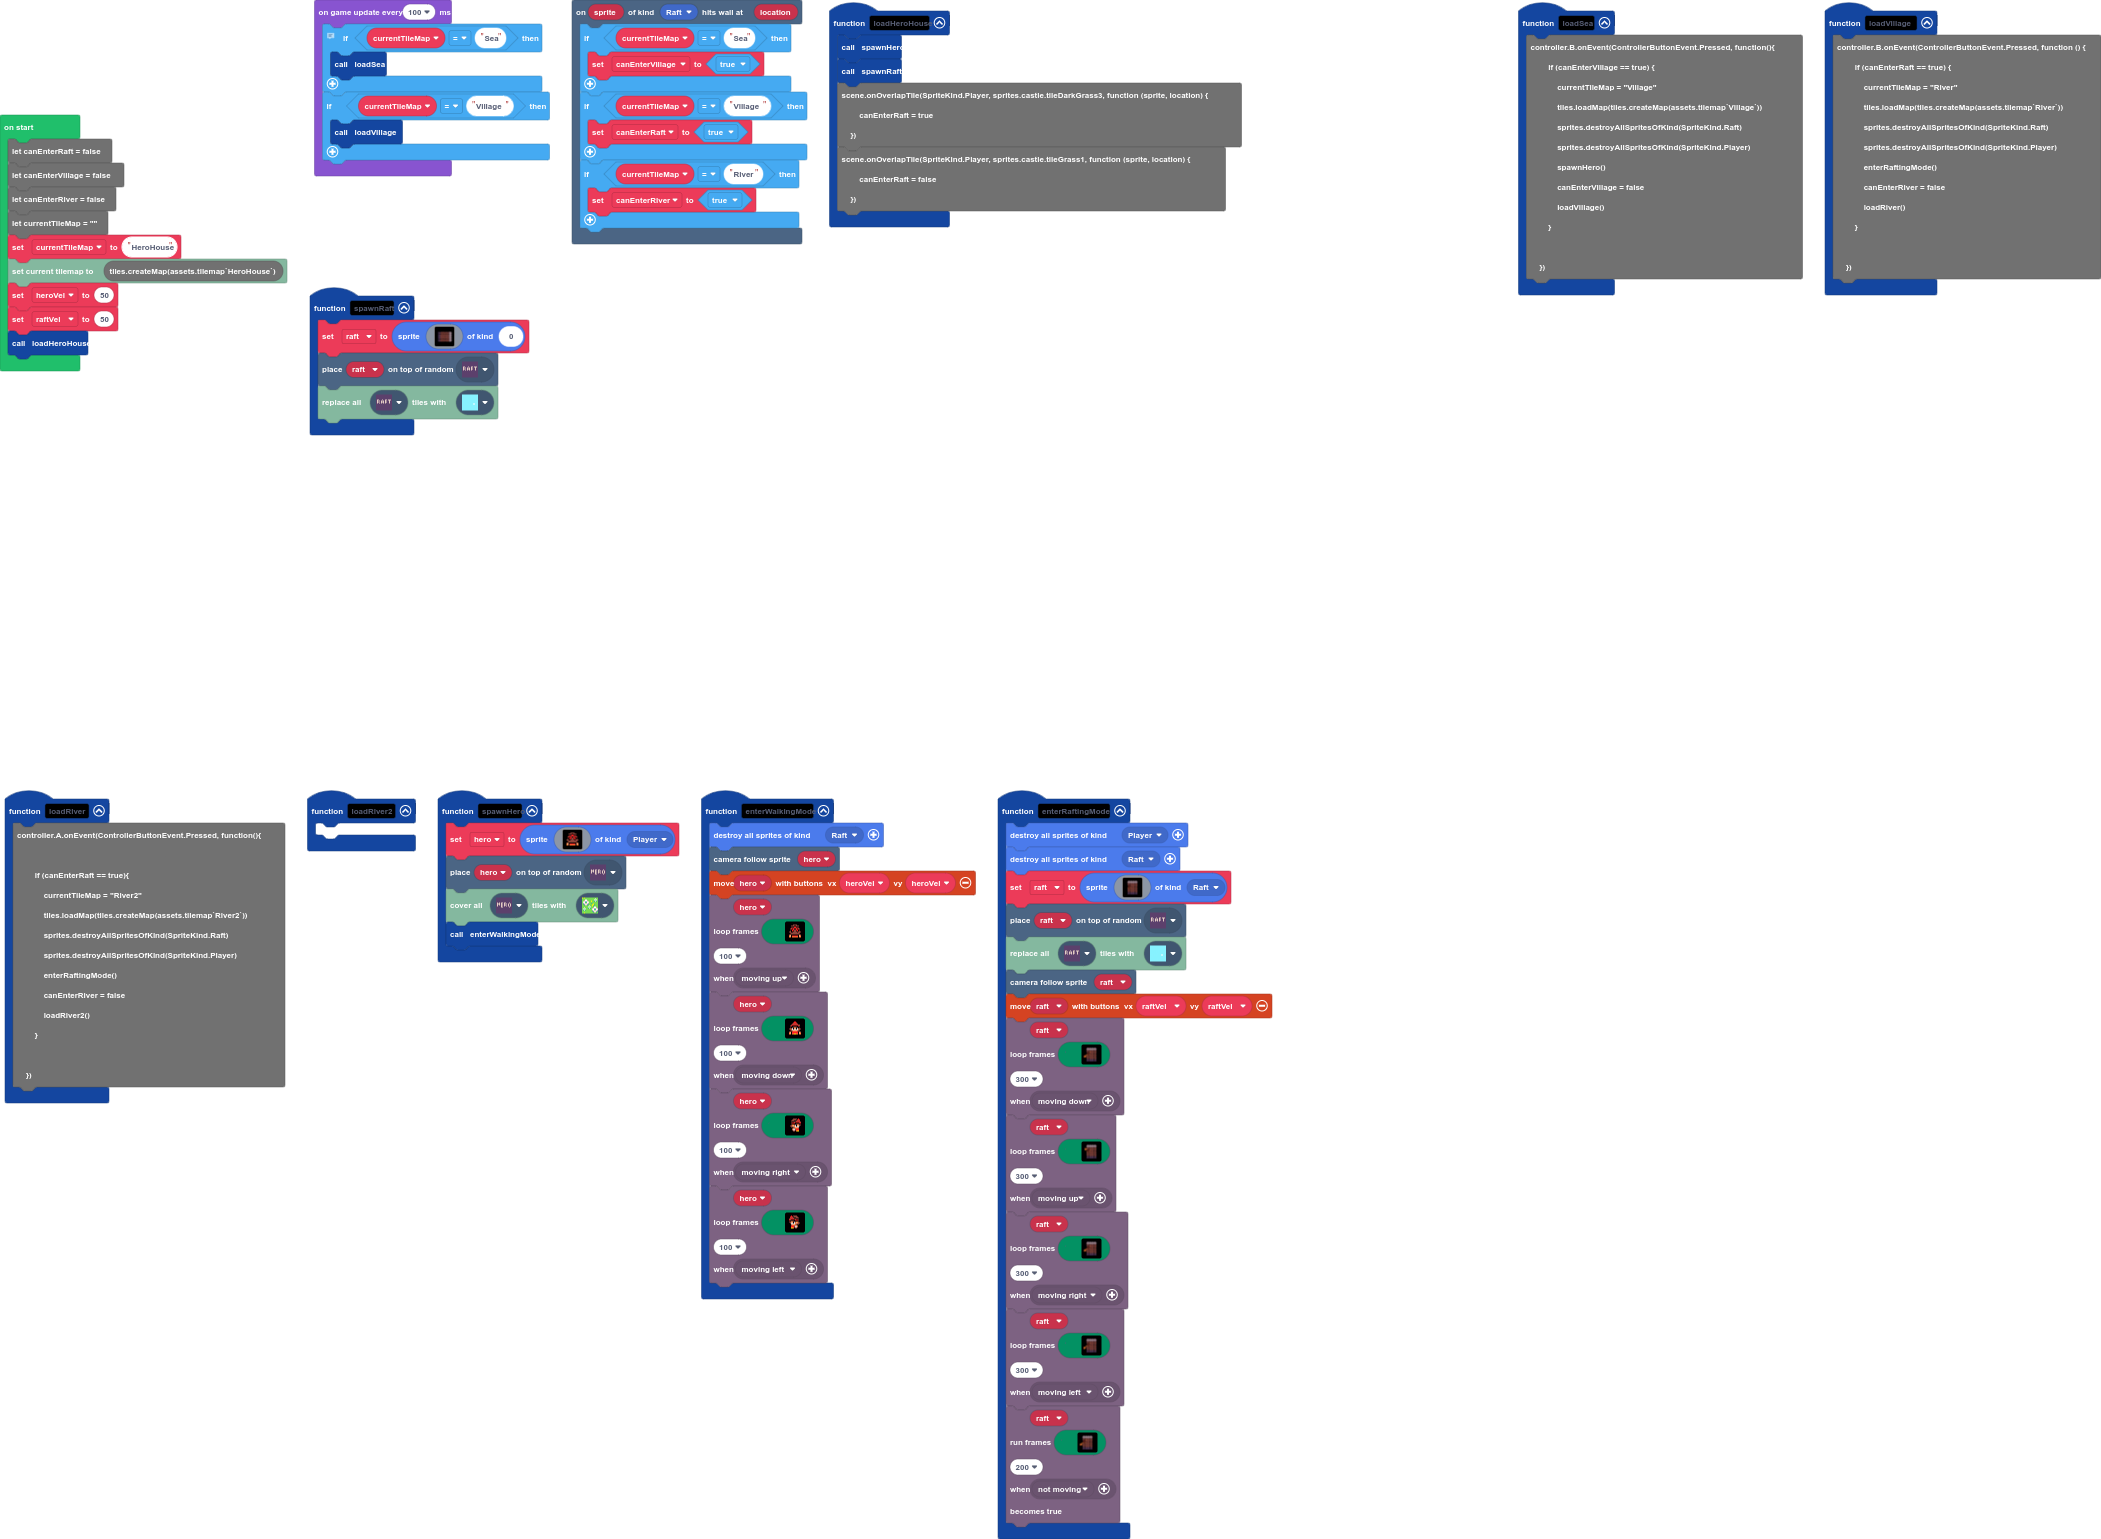 on start
let canEnterRaft = false
let canEnterVillage = false
let canEnterRiver = false
let currentTileMap = ""
set currentTileMap to "HeroHouse"
set current tilemap to tiles.createMap(assets.tilemap`HeroHouse`)
set heroVel to 50
set raftVel to 50
call loadHeroHouse
on game update every 100 ms
if currentTileMap = "Sea" then
call loadSea
if currentTileMap = "Village " then
call loadVillage
on sprite of kind Raft hits wall at location
if currentTileMap = "Sea" then
set canEnterVillage to true
if currentTileMap = "Village " then
set canEnterRaft to true
if currentTileMap = "River" then
set canEnterRiver to true
function loadHeroHouse
call spawnHero
call spawnRaft
scene.onOverlapTile(SpriteKind.Player, sprites.castle.tileDarkGrass3, function (sprite, location) {
canEnterRaft = true
})
scene.onOverlapTile(SpriteKind.Player, sprites.castle.tileGrass1, function (sprite, location) {
canEnterRaft = false
})
function loadSea
controller.B.onEvent(ControllerButtonEvent.Pressed, function(){
if (canEnterVillage == true) {
currentTileMap = "Village"
tiles.loadMap(tiles.createMap(assets.tilemap`Village`))
sprites.destroyAllSpritesOfKind(SpriteKind.Raft)
sprites.destroyAllSpritesOfKind(SpriteKind.Player)
spawnHero()
canEnterVillage = false
loadVillage()
}
})
function loadVillage
controller.B.onEvent(ControllerButtonEvent.Pressed, function () {
if (canEnterRaft == true) {
currentTileMap = "River"
tiles.loadMap(tiles.createMap(assets.tilemap`River`))
sprites.destroyAllSpritesOfKind(SpriteKind.Raft)
sprites.destroyAllSpritesOfKind(SpriteKind.Player)
enterRaftingMode()
canEnterRiver = false
loadRiver()
}
})
function spawnRaft
set raft to sprite of kind 0
place raft on top of random RAFT
replace all RAFT tiles with
function loadRiver
controller.A.onEvent(ControllerButtonEvent.Pressed, function(){
if (canEnterRaft == true){
currentTileMap = "River2"
tiles.loadMap(tiles.createMap(assets.tilemap`River2`))
sprites.destroyAllSpritesOfKind(SpriteKind.Raft)
sprites.destroyAllSpritesOfKind(SpriteKind.Player)
enterRaftingMode()
canEnterRiver = false
loadRiver2()
}
})
function loadRiver2
function spawnHero
set hero to sprite of kind Player
place hero on top of random HERO
cover all HERO tiles with
call enterWalkingMode
function enterWalkingMode
destroy all sprites of kind Raft
camera follow sprite hero
move hero with buttons vx heroVel vy heroVel
hero
loop frames
100
when moving up
hero
loop frames
100
when moving down
hero
loop frames
100
when moving right
hero
loop frames
100
when moving left
function enterRaftingMode
destroy all sprites of kind Player
destroy all sprites of kind Raft
set raft to sprite of kind Raft
place raft on top of random RAFT
replace all RAFT tiles with
camera follow sprite raft
move raft with buttons vx raftVel vy raftVel
raft
loop frames
300
when moving down
raft
loop frames
300
when moving up
raft
loop frames
300
when moving right
raft
loop frames
300
when moving left
raft
run frames
200
when not moving
becomes true